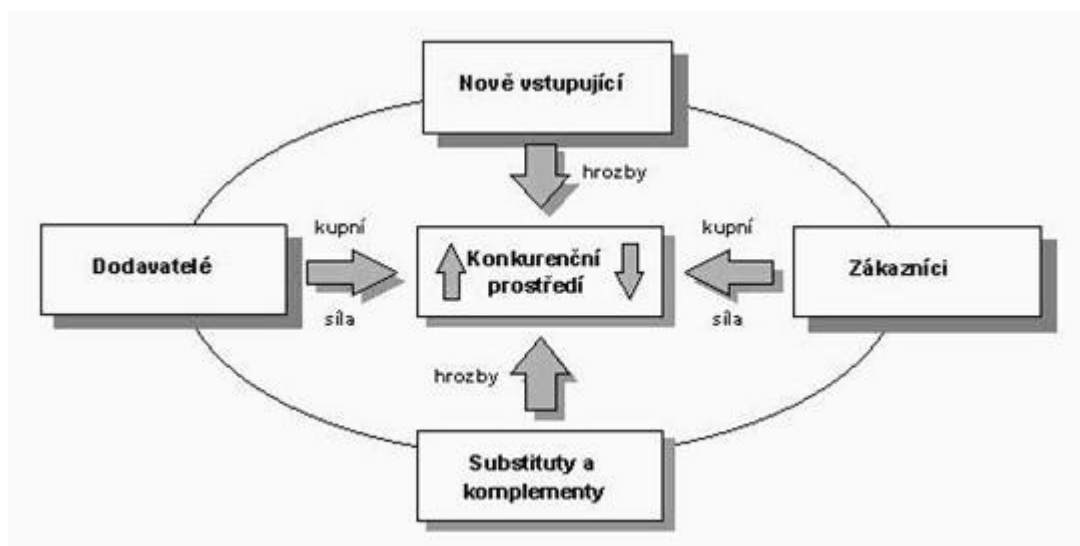 Nově vstupující
hrozby
kupní
kupní
Dodavatelé
Konkurenční
prostředí
Zákazníci
síla
síla
hrozby
Substituty a
komplementy